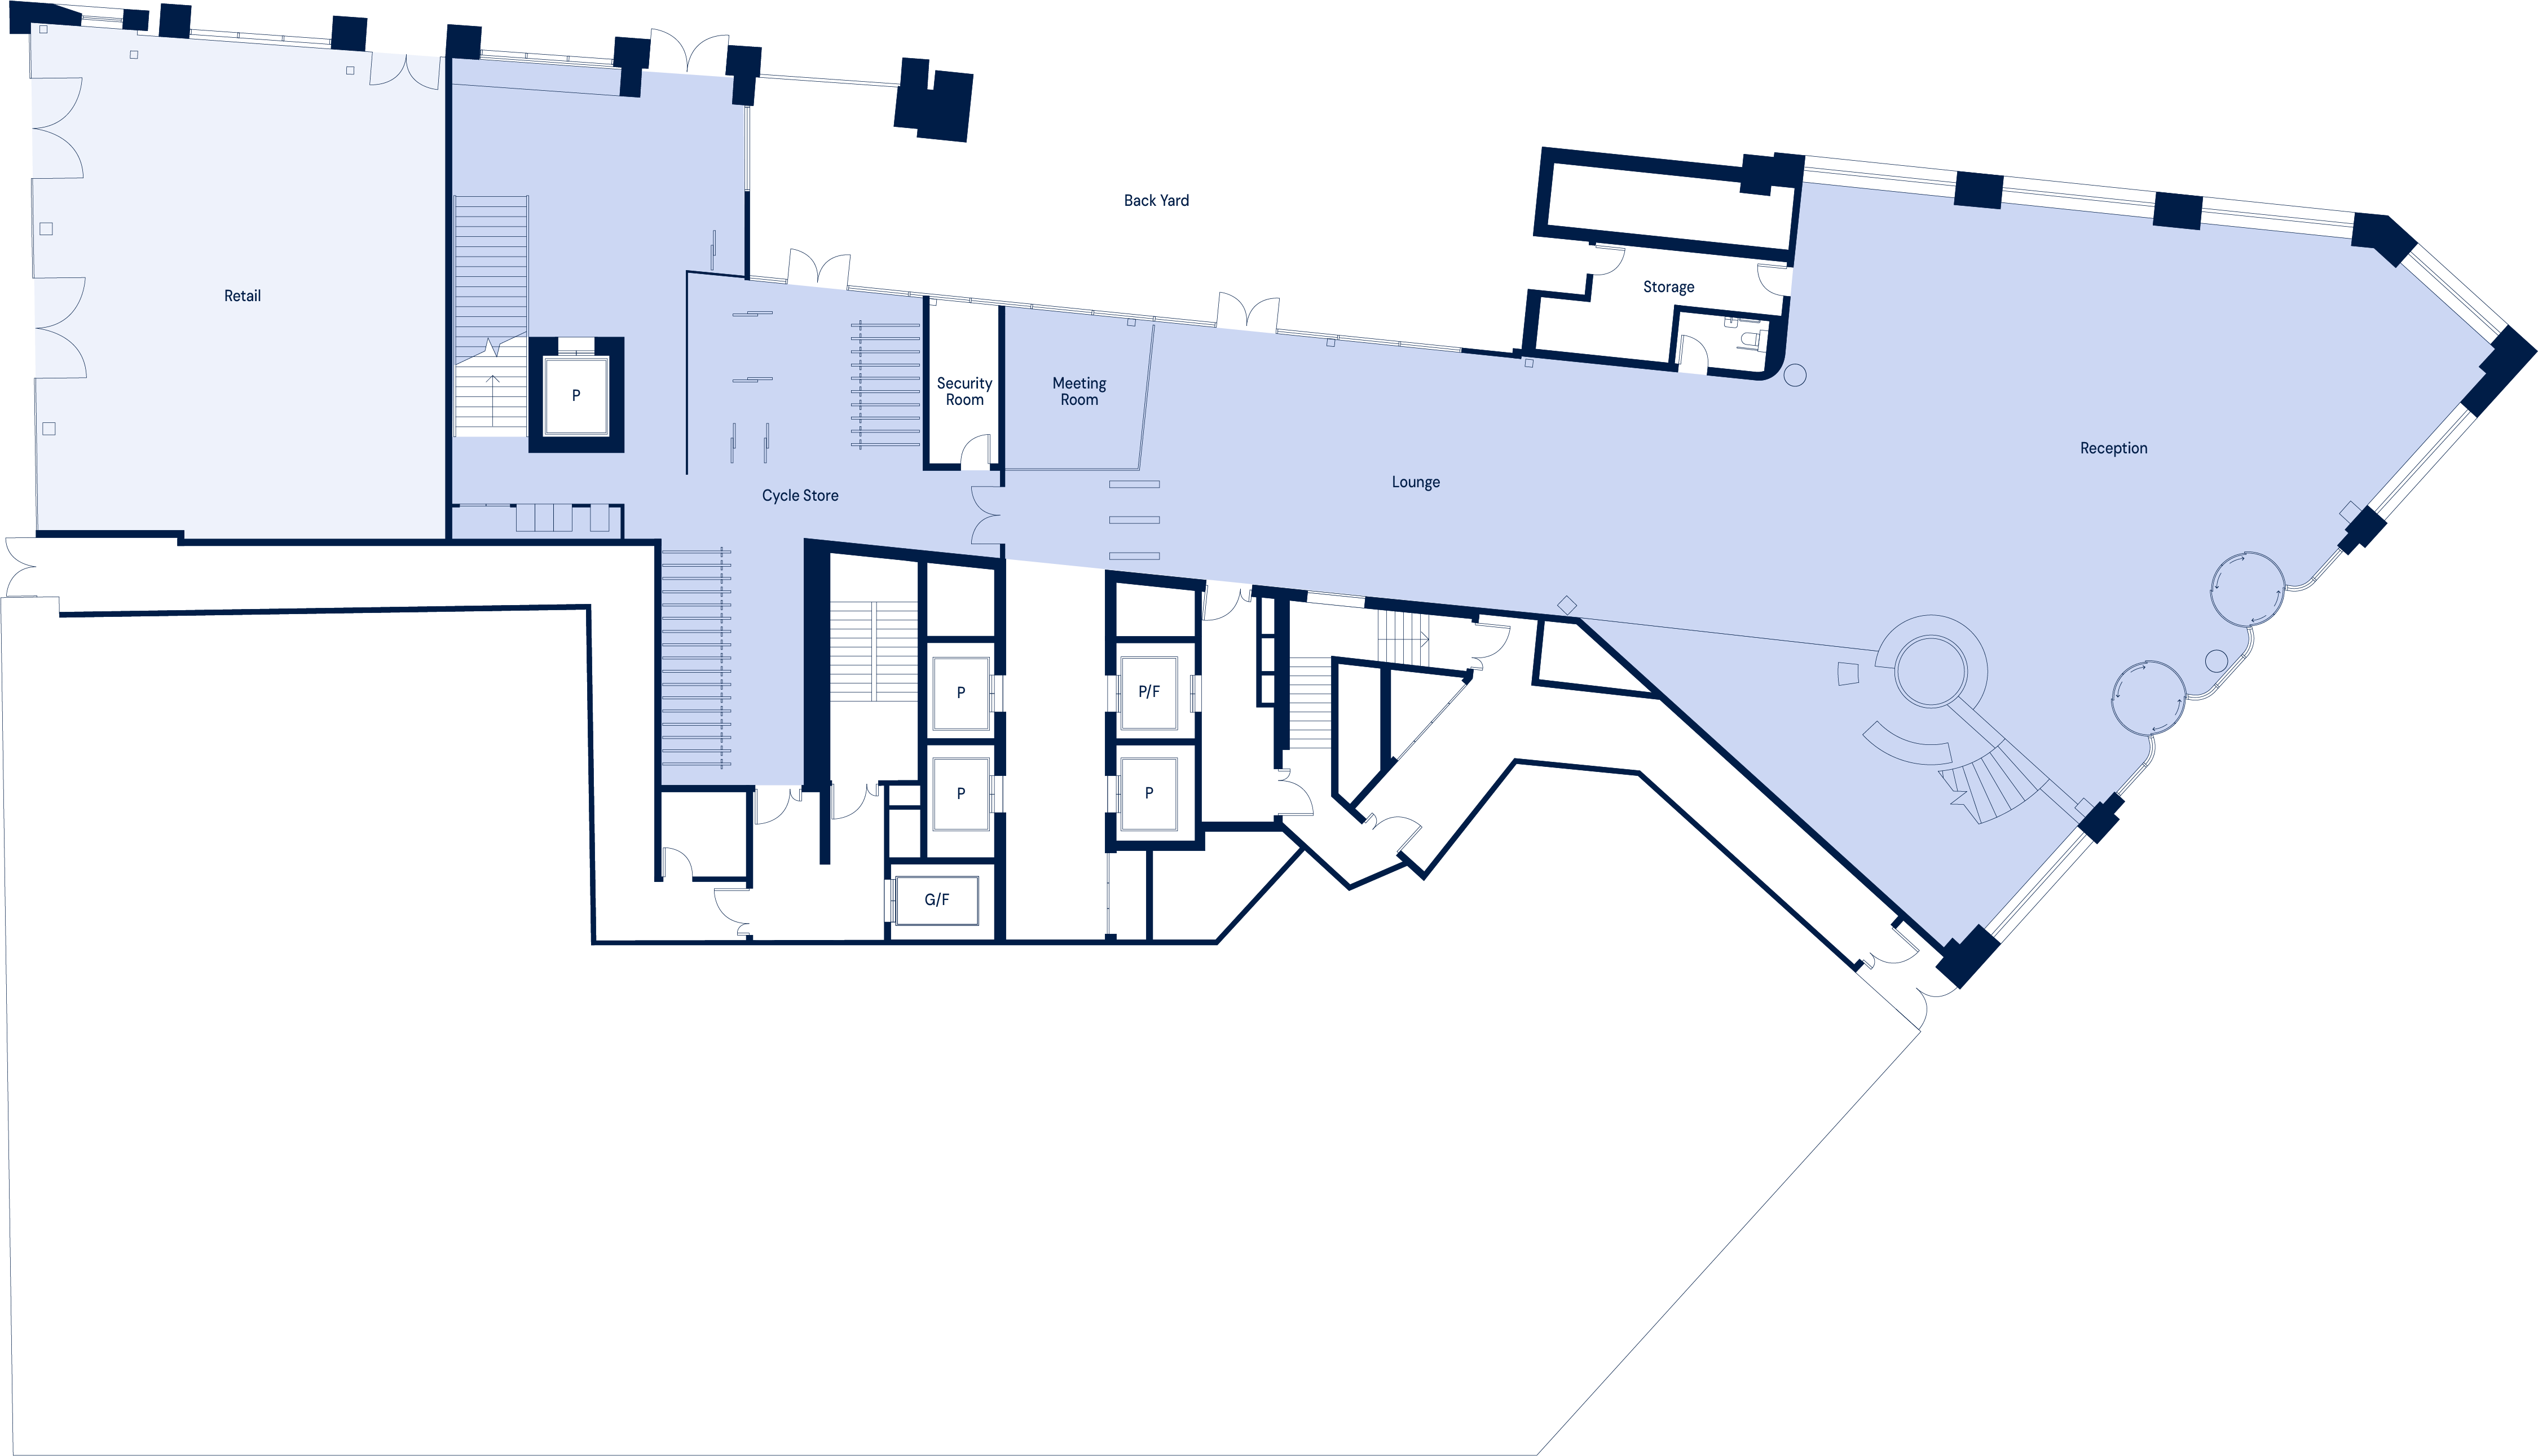 Back Yard
Storage
Retail
Security
Room
Meeting
Room
P
Reception
Lounge
Cycle Store
P
P/F
P
P
G/F